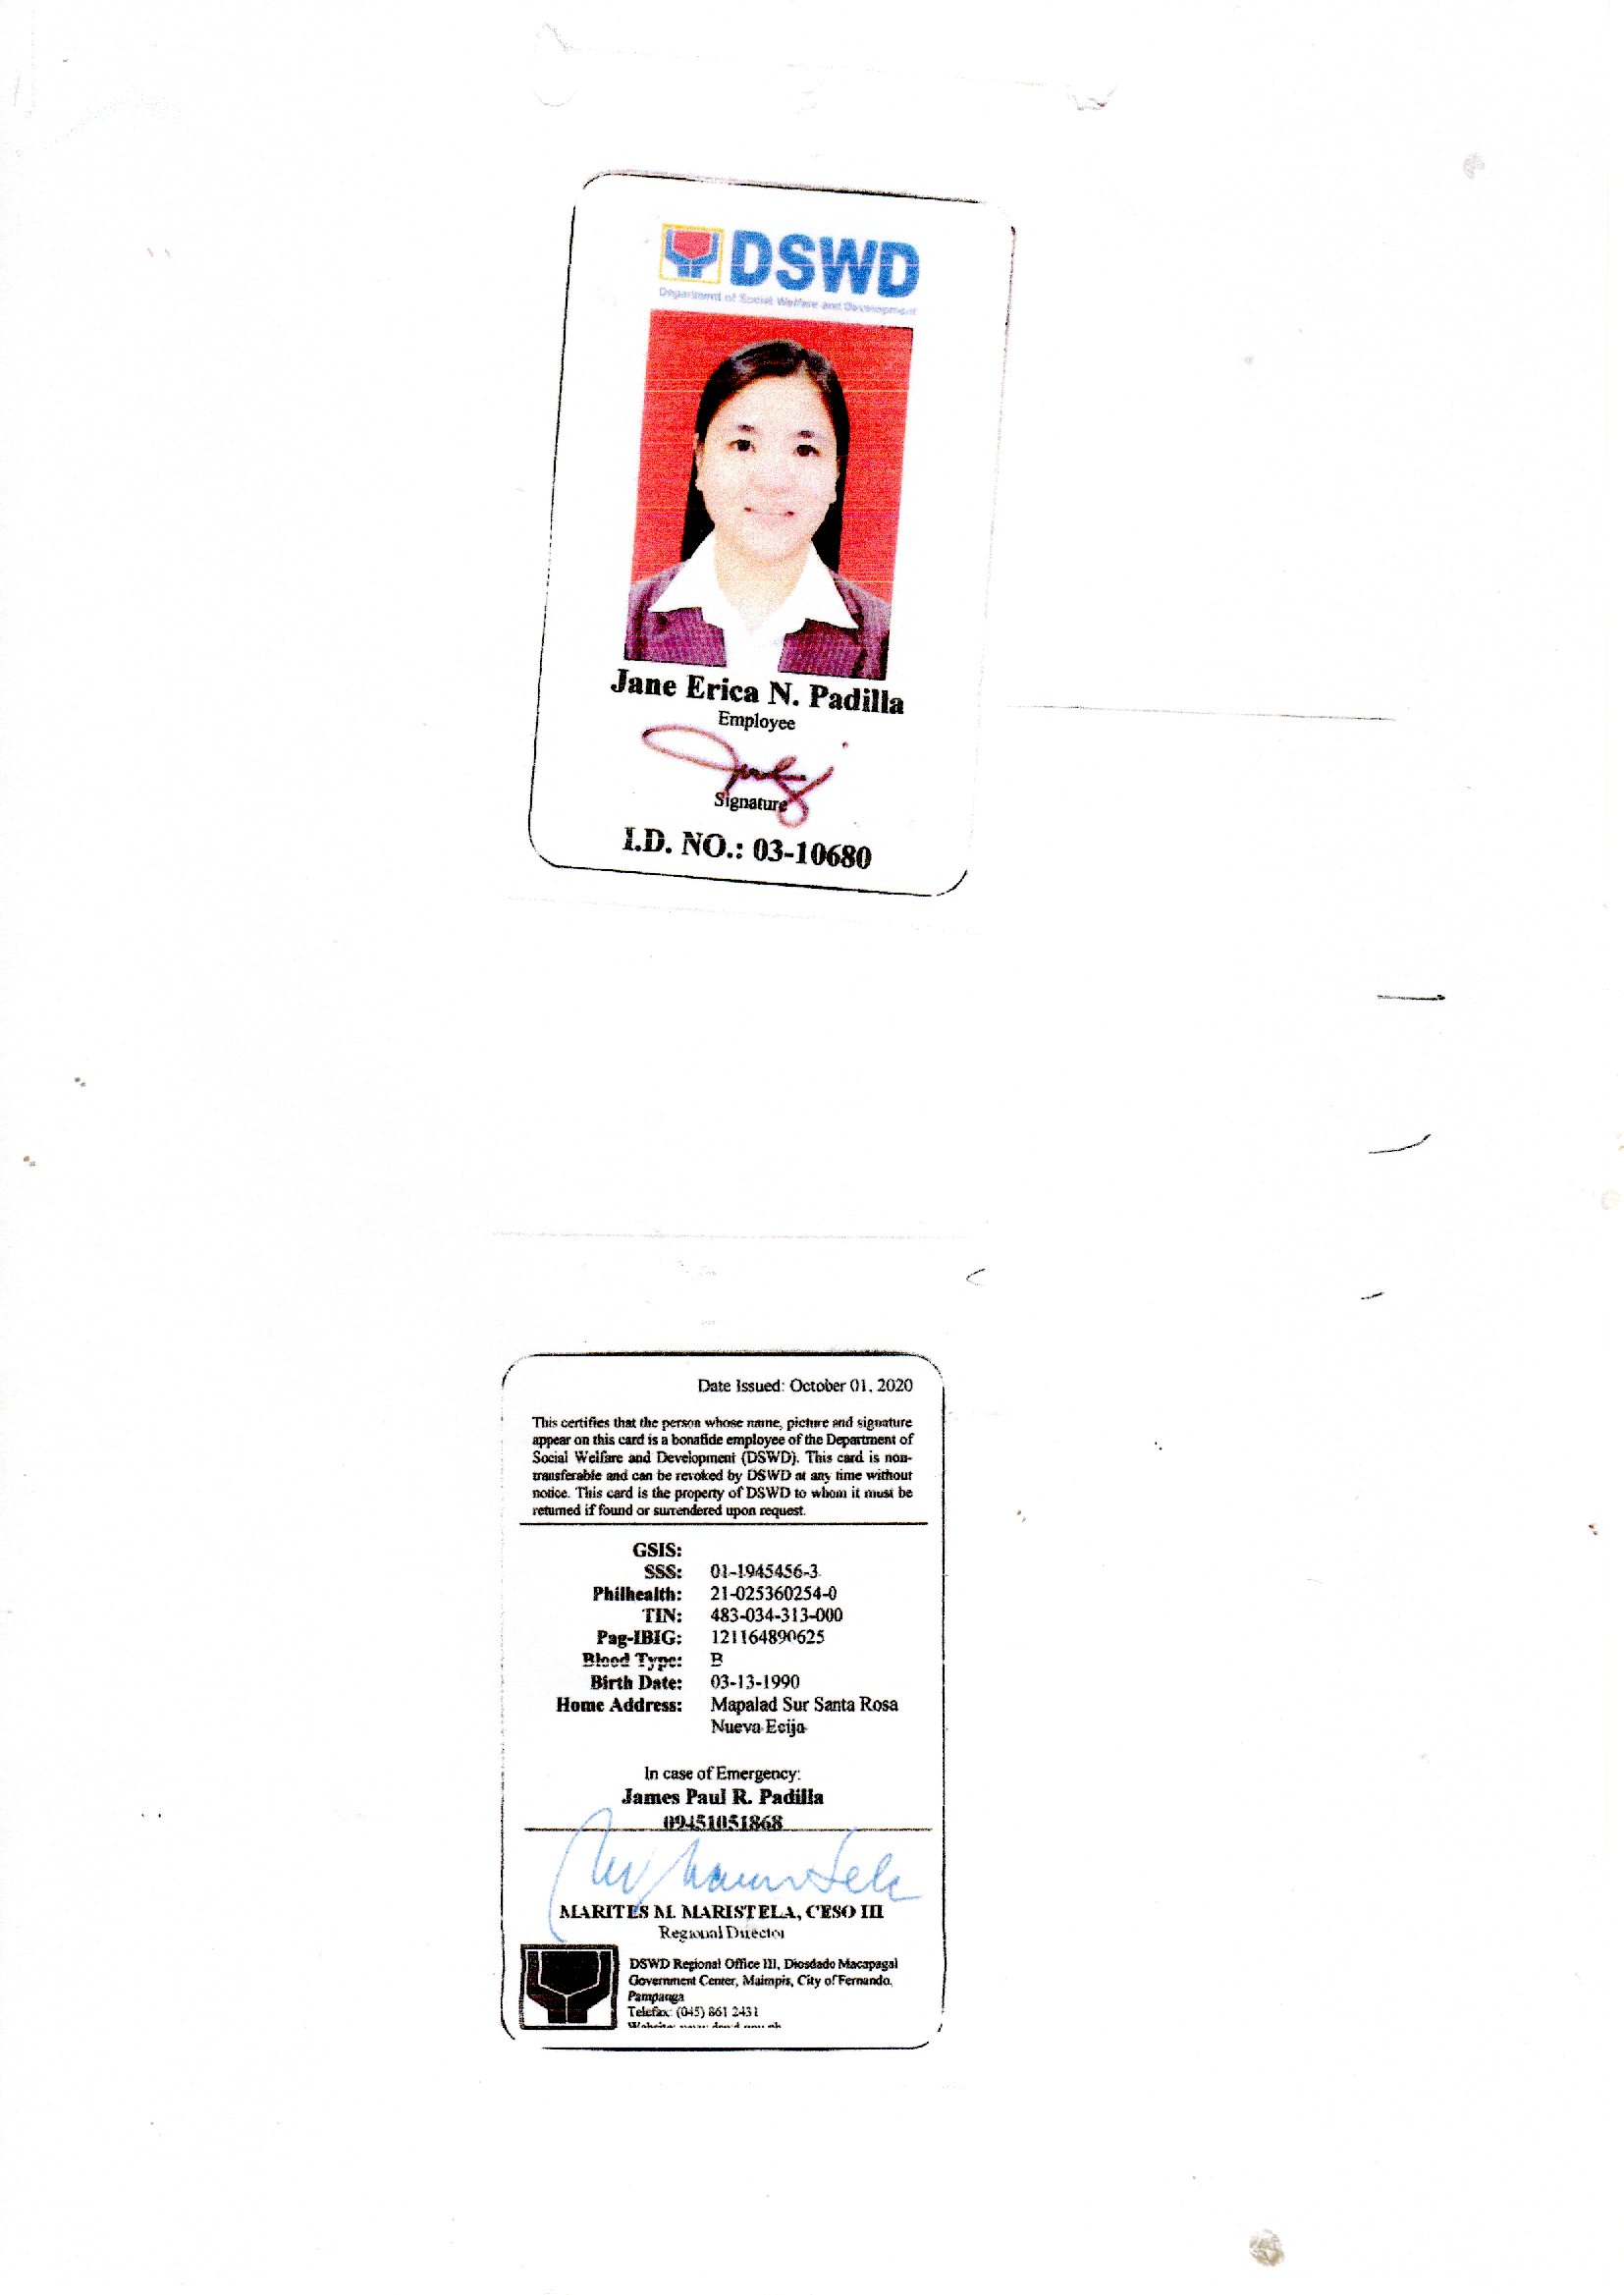 DSWD
Department of Social Welfare and Development
Jane Erica N. Padilla
Employee
Signature
I.D. NO.: 03-10680
Date Issued: October 01, 2020
This certifies that the person whose name, picture and signature
appear on this card is a bonafide employee of the Department of
Social Welfare and Development (DSWD). This card is non-
transferable and can be revoked by DSWD at any time without
notice. This card is the property of DSWD to whom it must be
returned if found or surrendered upon request.
GSIS:
SSS: 01-1945456-3
Philhealth: 21-025360254-0
TIN: 483-034-313-000
Pag-IBIG: 121164890625
Blood Type: B
Birth Date: 03-13-1990
Home Address: Mapalad Sur Santa Rosa
Nueva Ecija
In case of Emergency:
James Paul R. Padilla
09451051868
MARITES M. MARISTELA, CESO III
Regional Director
DSWD Regional Office III, Diosdado Macapagal
Government Center, Maimpis, City of Fernando,
Pampanga
Telefax: (045) 861 2431
Website: www.dswd.gov.ph